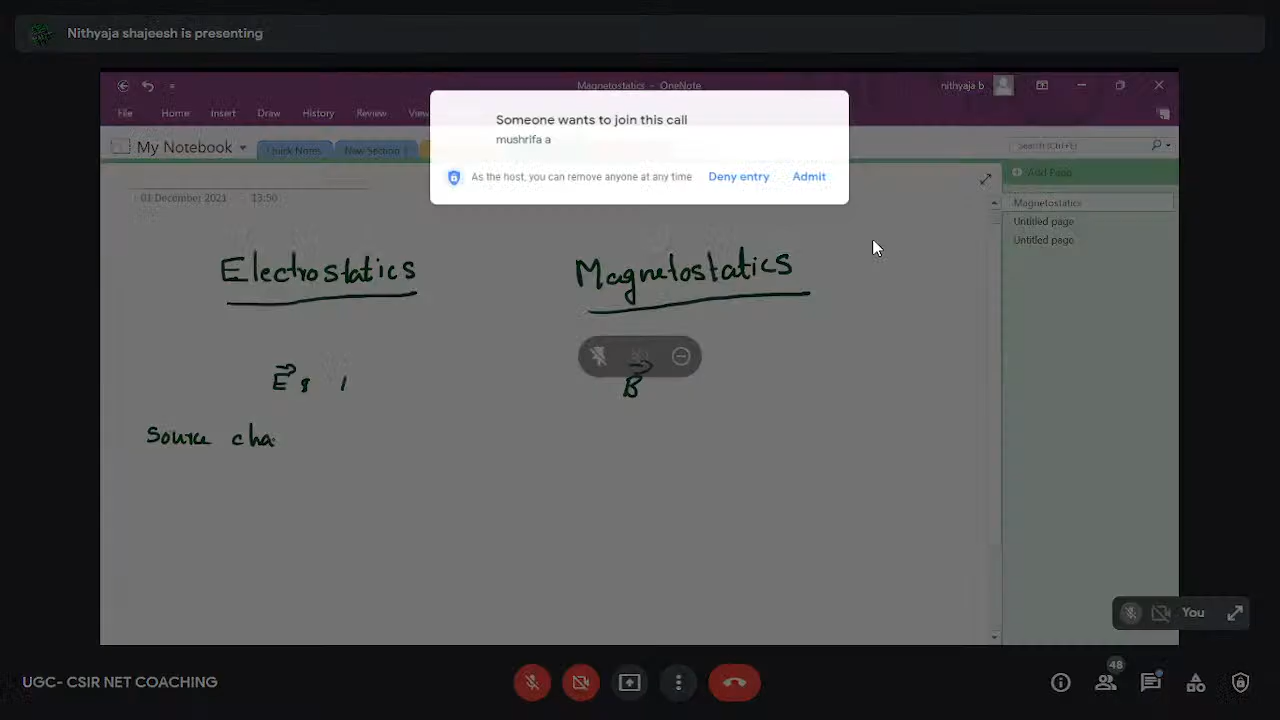 Nithyaja shajeesh is presenting
Magnetostatics - OneNote
nithyaja b
File Home Insert Draw History Review View
Someone wants to join this call
mushrifa a
As the host, you can remove anyone at any time Deny entry Admit
My Notebook Quick Notes New Section
Search (Ctrl+E)
Add Page
01 December 2021 13:50
Magnetostatics
Untitled page
Untitled page
Electrostatics Magnetostatics
E B
Source cha
You
UGC- CSIR NET COACHING
48